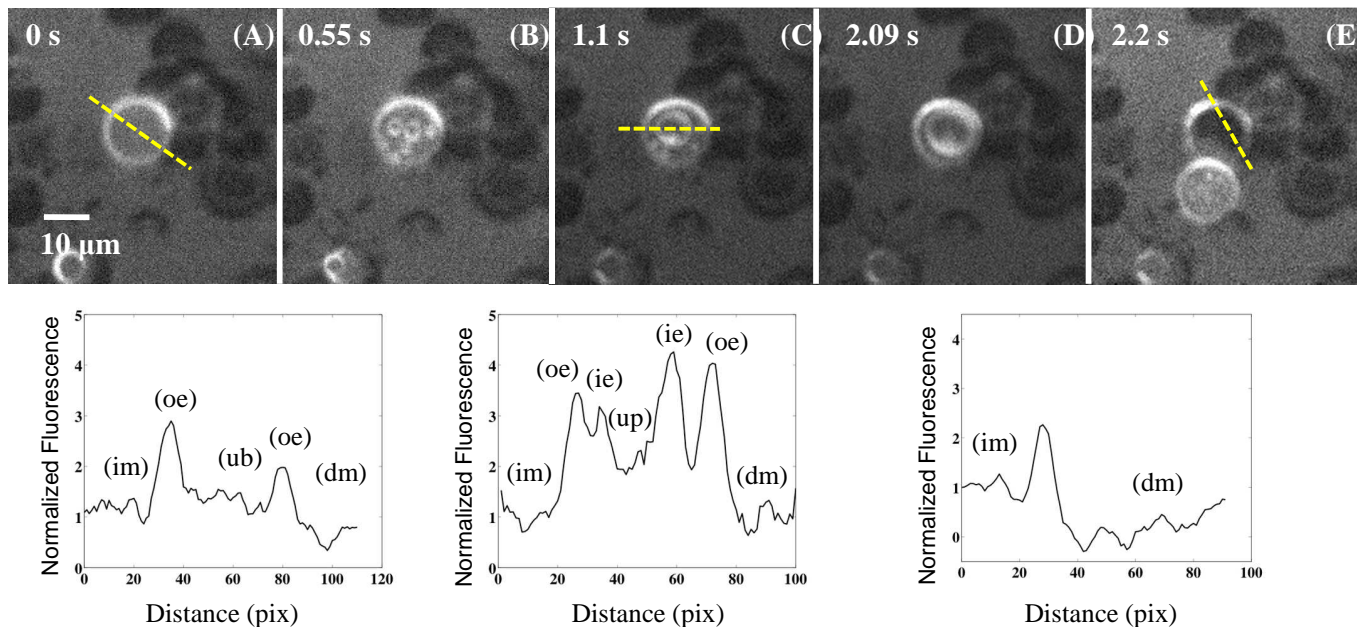 0 s (A) 0.55 s (B) 1.1 s (C) 2.09 s (D) 2.2 s (E
10 μm
5
4
3
2
1
0
0 20 40 60 80 100 120
Normalized Fluorescence
Distance (pix)
(im)
(oe)
(ub)
(oe)
(dm)
5
4
3
2
1
0
0 20 40 60 80 100
Normalized Fluorescence
Distance (pix)
(im)
(oe)
(ie)
(up)
(ie)
(oe)
(dm)
4
3
2
1
0
0 20 40 60 80 100
Normalized Fluorescence
Distance (pix)
(im)
(dm)